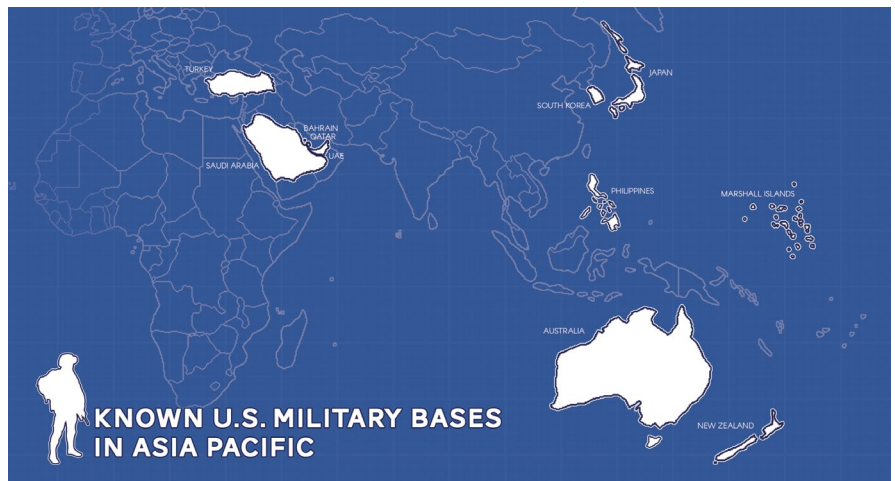 TURKEY
JAPAN
SOUTH KOREA
BAHRAIN
QATAR
UAE
SAUDI ARABIA
PHILIPPINES
MARSHALL ISLANDS
AUSTRALIA
NEW ZEALAND
KNOWN U.S. MILITARY BASES
IN ASIA PACIFIC